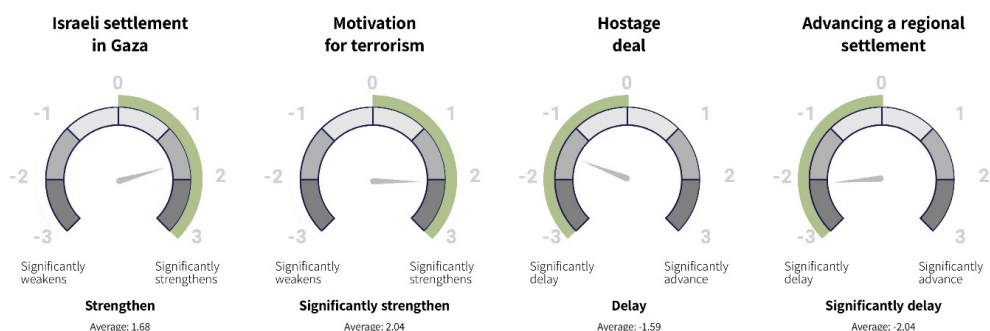 Israeli settlement
in Gaza
0
-1
1
-2
2
-3
3
Significantly
weakens
Significantly
strengthens
Strengthen
Average: 1.68
Motivation
for terrorism
0
-1
1
-2
2
-3
3
Significantly
weakens
Significantly
strengthens
Significantly strengthen
Average: 2.04
Hostage
deal
0
-1
1
-2
2
-3
3
Significantly
delay
Significantly
advance
Delay
Average: -1.59
Advancing a regional
settlement
0
-1
1
-2
2
-3
3
Significantly
delay
Significantly
advance
Significantly delay
Average: -2.04